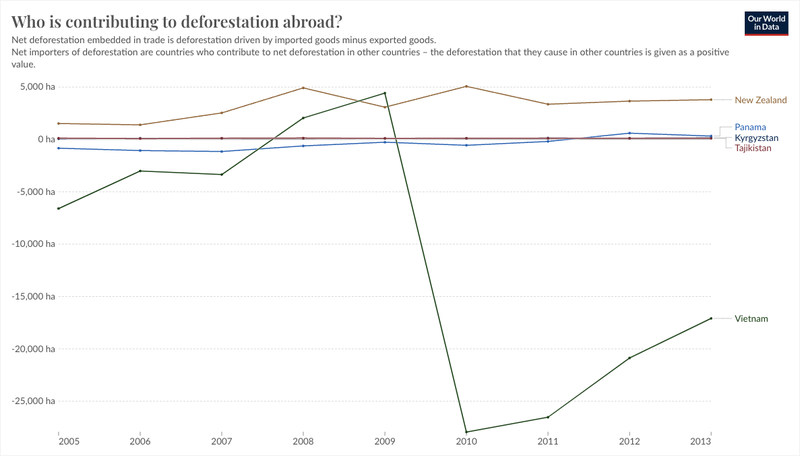 Who is contributing to deforestation abroad?
Our World
in Data
Net deforestation embedded in trade is deforestation driven by imported goods minus exported goods.
Net importers of deforestation are countries who contribute to net deforestation in other countries – the deforestation that they cause in other countries is given as a positive
value.
5,000 ha
New Zealand
Panama
0 ha
Kyrgyzstan
Tajikistan
-5,000 ha
-10,000 ha
-15,000 ha
Vietnam
-20,000 ha
-25,000 ha
2005 2006 2007 2008 2009 2010 2011 2012 2013